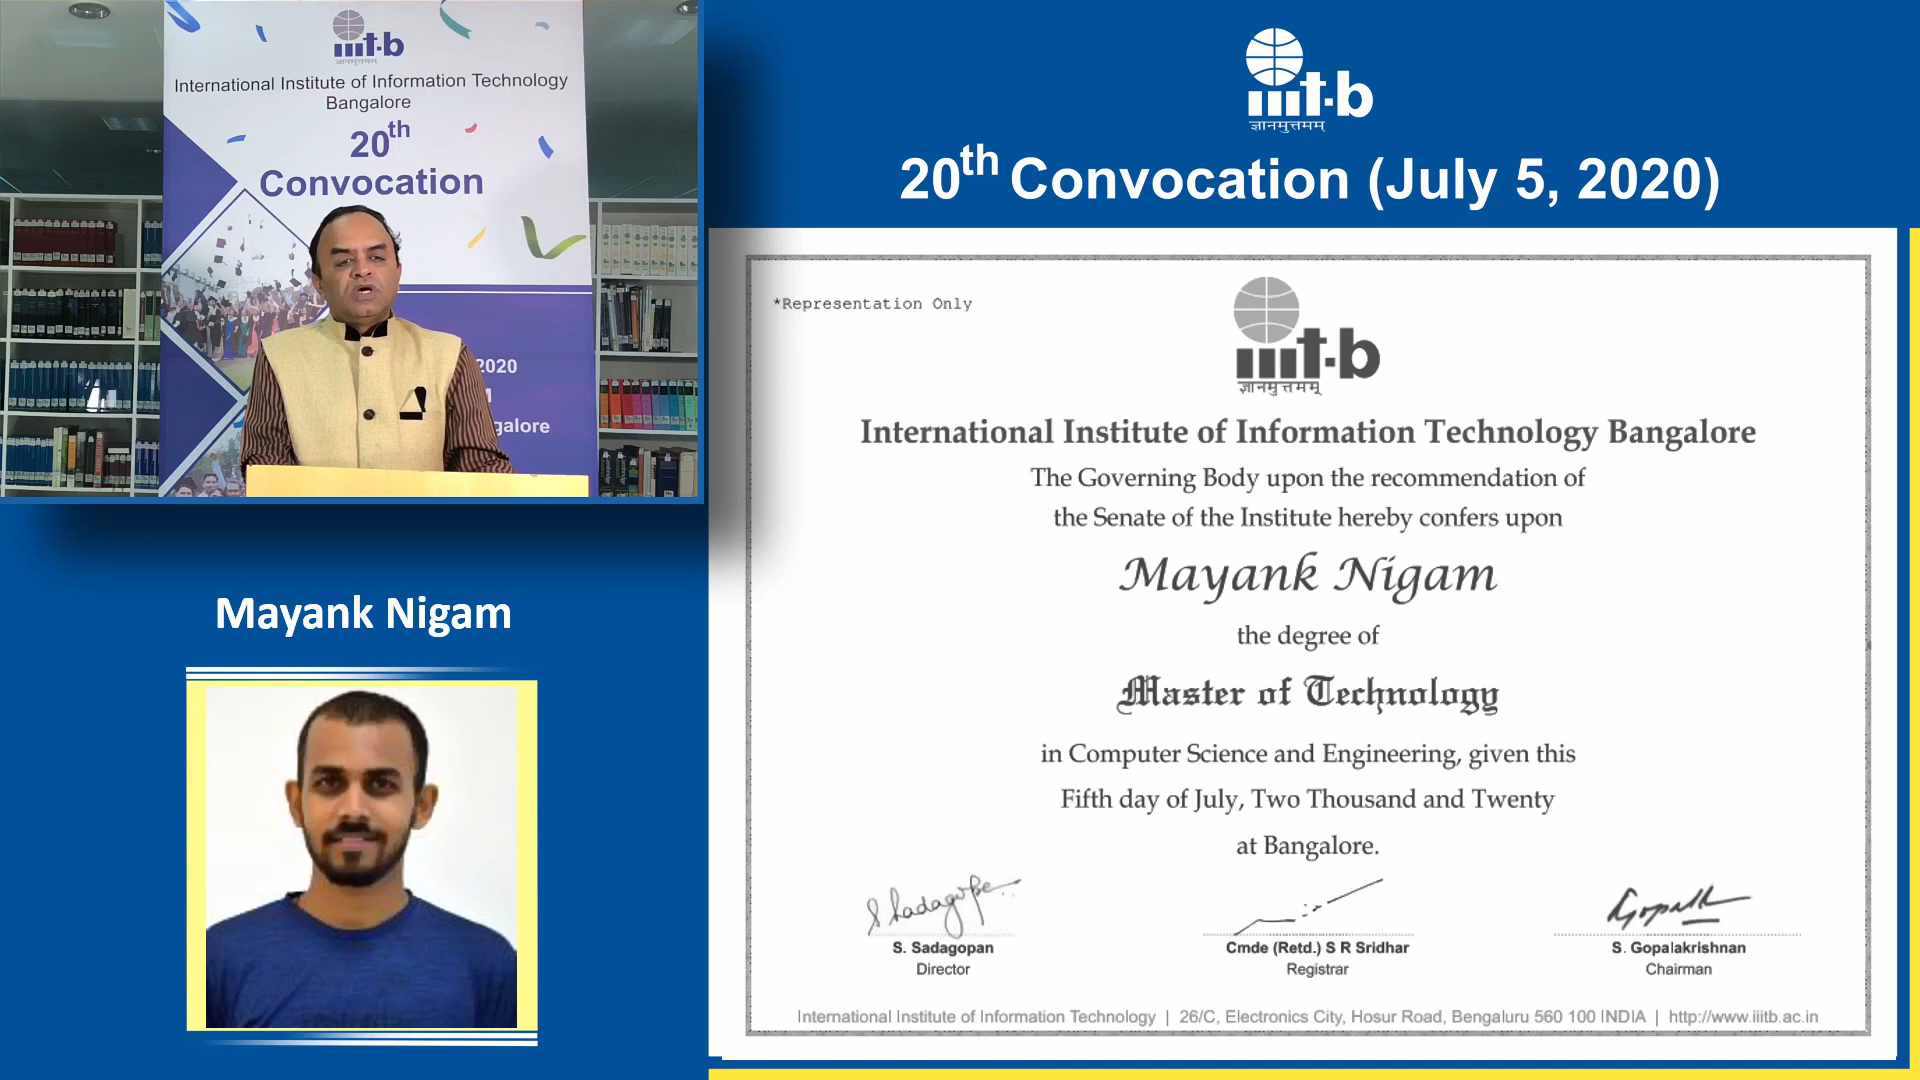 iiit-b
International Institute of Information Technology
Bangalore
20th
Convocation
2020
galore
iiit-b
ज्ञानमुत्तमम्
20th Convocation (July 5, 2020)
Mayank Nigam
*Representation Only
iiit-b
ज्ञानमुत्तमम्
International Institute of Information Technology Bangalore
The Governing Body upon the recommendation of
the Senate of the Institute hereby confers upon
Mayank Nigam
the degree of
Master of Technology
in Computer Science and Engineering, given this
Fifth day of July, Two Thousand and Twenty
at Bangalore.
S. Sadagopan
Director
Cmde (Retd.) S R Sridhar
Registrar
S. Gopalakrishnan
Chairman
International Institute of Information Technology | 26/C, Electronics City, Hosur Road, Bengaluru 560 100 INDIA | http://www.iiitb.ac.in